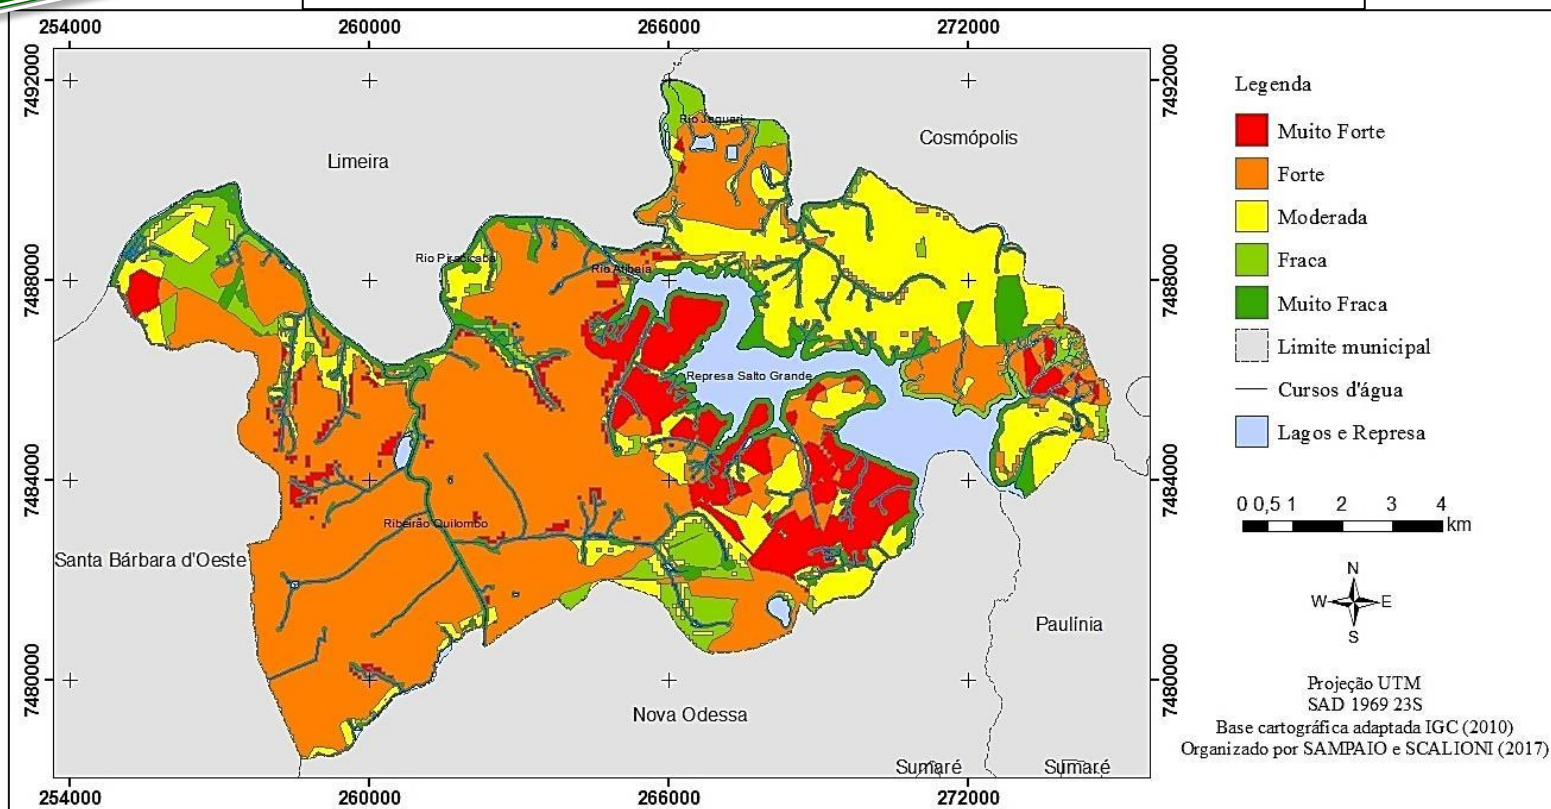 254000
260000
266000
272000
7492000
7492000
Rio Jaguari
Cosmópolis
Limeira
Rio Piracicaba
Rio Atibaia
7488000
7488000
Represa Salto Grande
7484000
7484000
Ribeirão Quilombo
Santa Bárbara d'Oeste
Paulínia
7480000
7480000
Nova Odessa
Sumaré
Sumaré
254000
260000
266000
272000
Legenda
Muito Forte
Forte
Moderada
Fraca
Muito Fraca
Limite municipal
Cursos d'água
Lagos e Represa
0 0,5 1 2 3 4
km
N
W E
S
Projeção UTM
SAD 1969 23S
Base cartográfica adaptada IGC (2010)
Organizado por SAMPAIO e SCALIONI (2017)